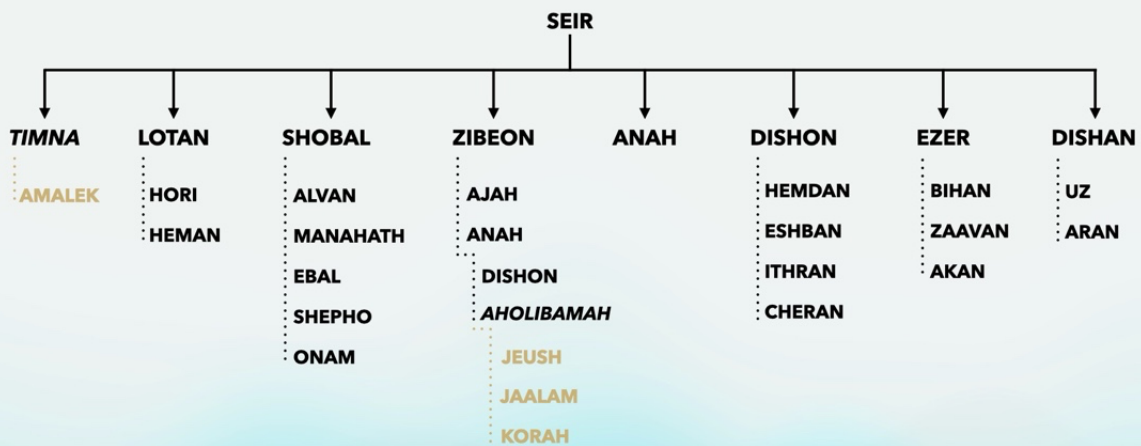 SEIR
TIMNA LOTAN SHOBAL ZIBEON ANAH DISHON EZER DISHAN
AMALEK HORI ALVAN AJAH HEMDAN BIHAN UZ
HEMAN MANAHATH ANAH ESHBAN ZAAVAN ARAN
EBAL DISHON ITHRAN AKAN
SHEPHO AHOLIBAMAH CHERAN
ONAM JEUSH
JAALAM
KORAH